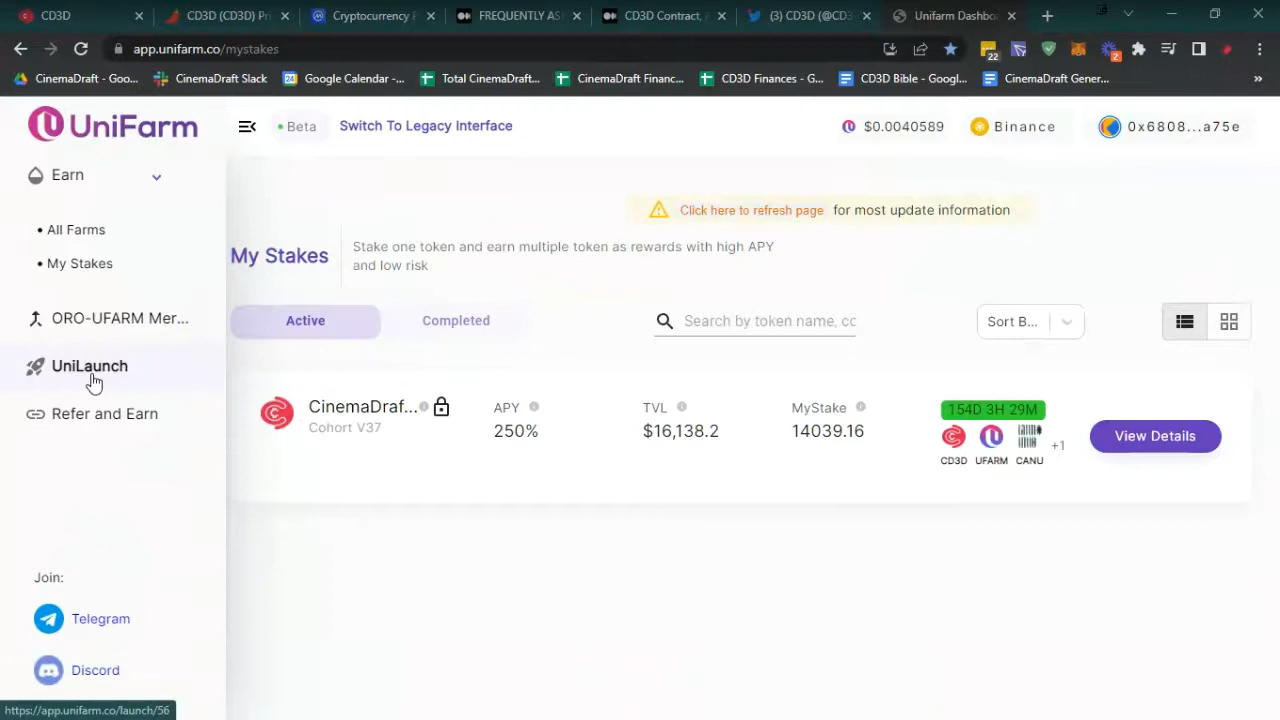 CD3D
CD3D (CD3D) Pri
Cryptocurrency P
FREQUENTLY ASI
CD3D Contract, A
(3) CD3D (@CD3
Unifarm Dashbo
app.unifarm.co/mystakes
22
2
CinemaDraft - Goo...
CinemaDraft Slack
24
Google Calendar -...
Total CinemaDraft...
CinemaDraft Financ...
CD3D Finances - G...
CD3D Bible - Googl...
CinemaDraft Gener...
»
UniFarm
Beta
Switch To Legacy Interface
$0.0040589
Binance
0x6808...a75e
Earn
• All Farms
• My Stakes
ORO-UFARM Mer...
UniLaunch
Refer and Earn
Click here to refresh page for most update information
My Stakes
Stake one token and earn multiple token as rewards with high APY
and low risk
Active
Completed
Search by token name, cc
Sort B...
CinemaDraf...
Cohort V37
APY
250%
TVL
$16,138.2
MyStake
14039.16
154D 3H 29M
CD3D
UFARM
CANU
+1
View Details
Join:
Telegram
Discord
https://app.unifarm.co/launch/56